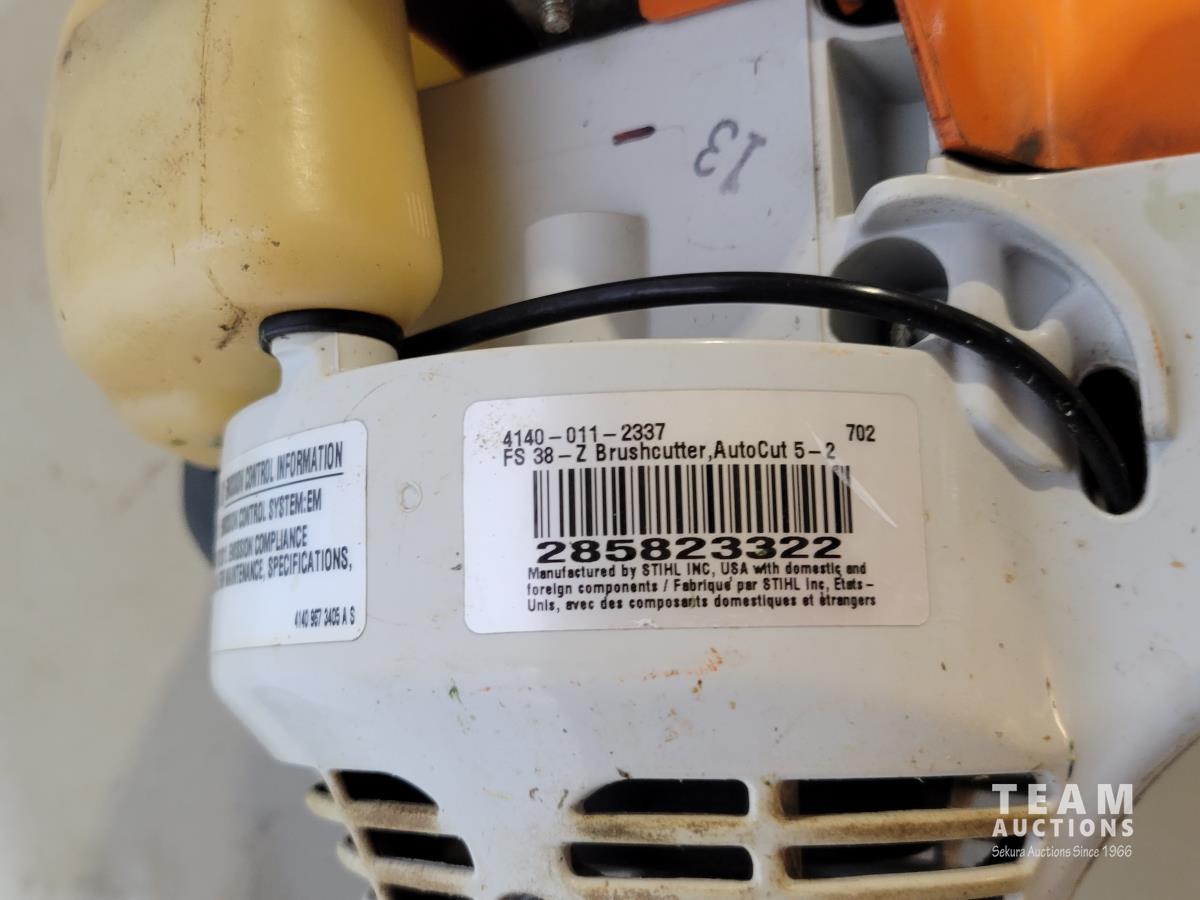 13
4140-011-2337 702
FS 38-Z Brushcutter,AutoCut 5-2
285823322
Manufactured by STIHL INC, USA with domestic and
foreign components / Fabriqué par STIHL Inc, États-
Unis, avec des composants domestiques et étrangers
EMISSION CONTROL INFORMATION
CONTROL SYSTEM:EM
EMISSION COMPLIANCE
MAINTENANCE, SPECIFICATIONS,
4140 967 3405 A S
TEAM
AUCTIONS
Sekura Auctions Since 1966